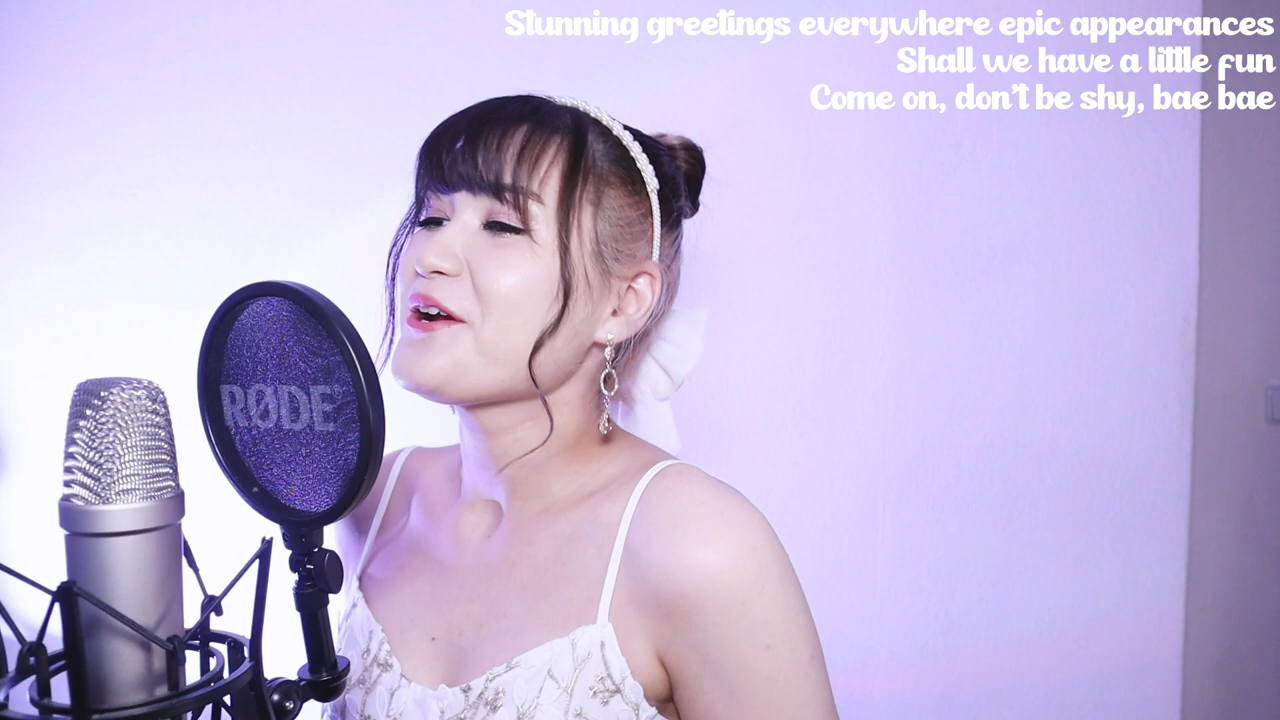 Stunning greetings everywhere epic appearances
Shall we have a little fun
Come on, don't be shy, bae bae
RØDE